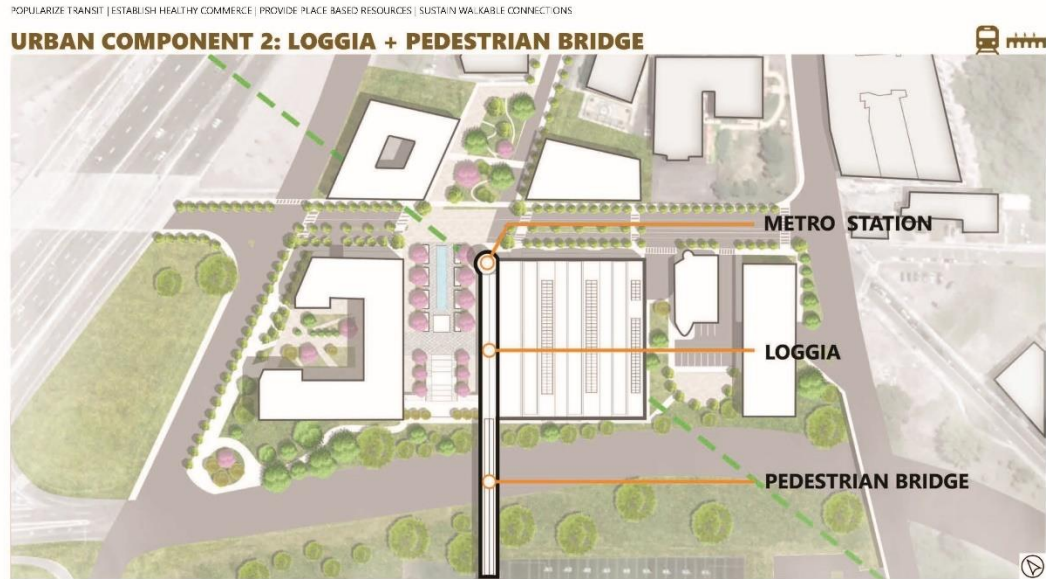 POPULARIZE TRANSIT | ESTABLISH HEALTHY COMMERCE | PROVIDE PLACE BASED RESOURCES | SUSTAIN WALKABLE CONNECTIONS
URBAN COMPONENT 2: LOGGIA + PEDESTRIAN BRIDGE
METRO STATION
LOGGIA
PEDESTRIAN BRIDGE